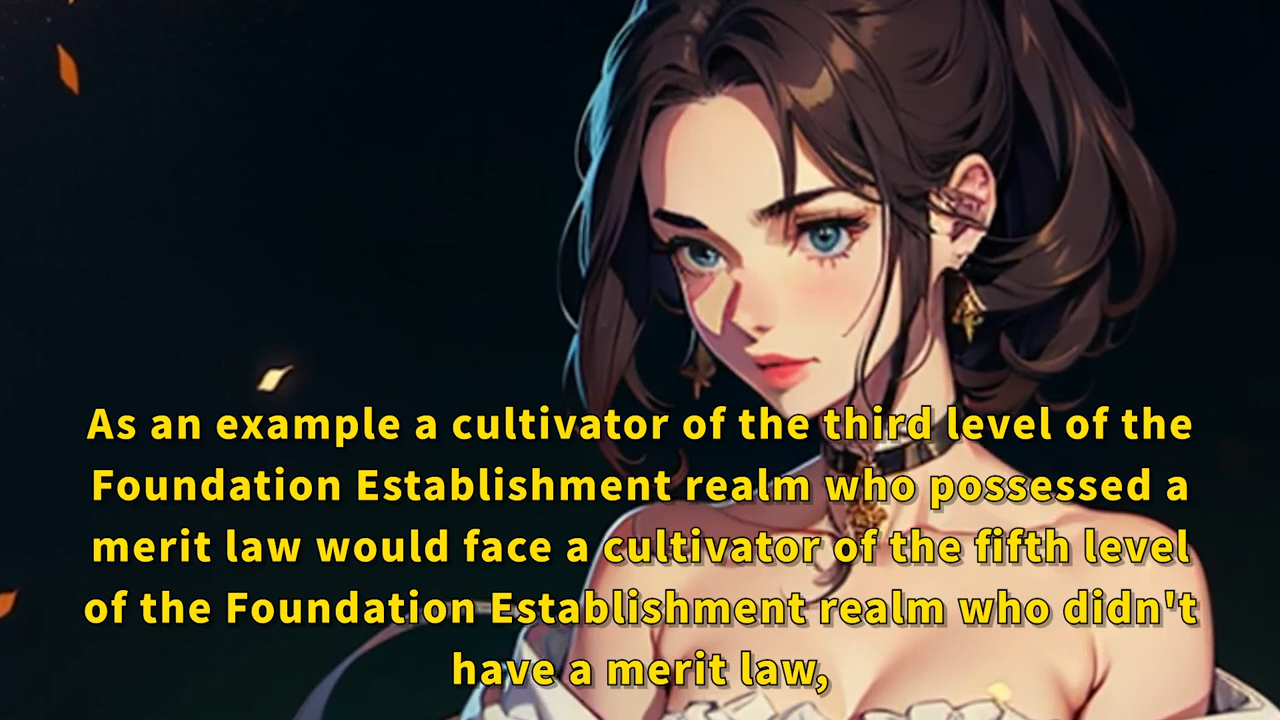 As an example a cultivator of the third level of the
Foundation Establishment realm who possessed a
merit law would face a cultivator of the fifth level
of the Foundation Establishment realm who didn't
have a merit law,